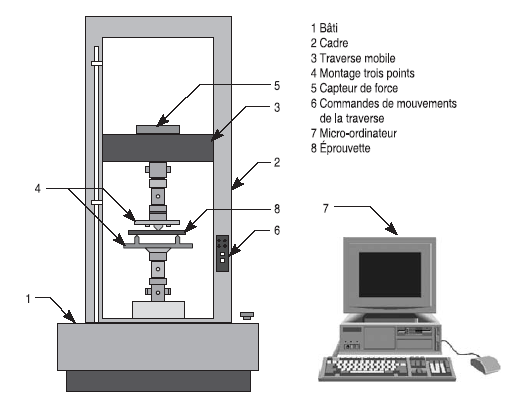 1 Bâti
2 Cadre
3 Traverse mobile
4 Montage trois points
5 Capteur de force
6 Commandes de mouvements
de la traverse
7 Micro-ordinateur
8 Éprouvette
5
3
2
4
8
6
7
1